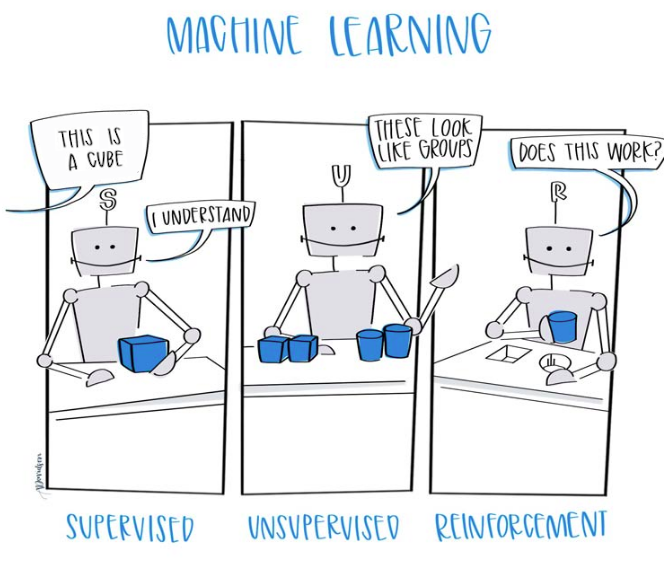 MACHINE LEARNING
THIS IS
A CUBE
S
I UNDERSTAND
U
THESE LOOK
LIKE GROUPS
R
DOES THIS WORK?
SUPERVISED
UNSUPERVISED
REINFORCEMENT